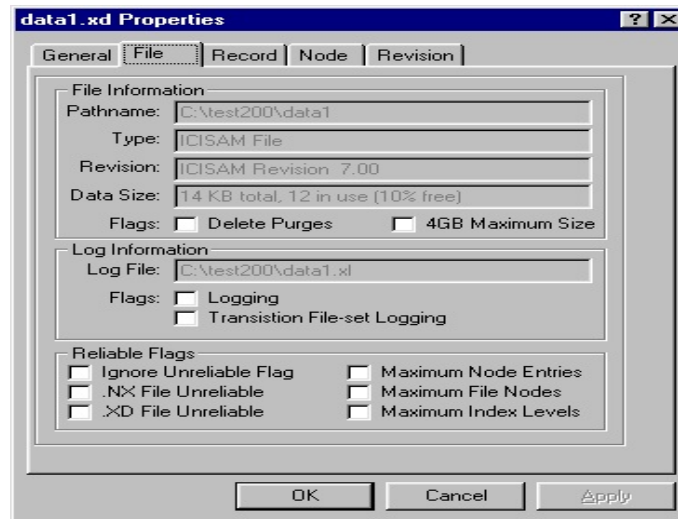 data1.xd Properties
General File Record Node Revision
File Information
Pathname: C:\test200\data1
Type: ICISAM File
Revision: ICISAM Revision 7.00
Data Size: 14 KB total, 12 in use (10% free)
Flags: Delete Purges 4GB Maximum Size
Log Information
Log File: C:\test200\data1.xl
Flags: Logging
Transistion File-set Logging
Reliable Flags
Ignore Unreliable Flag Maximum Node Entries
.NX File Unreliable Maximum File Nodes
.XD File Unreliable Maximum Index Levels
OK Cancel Apply